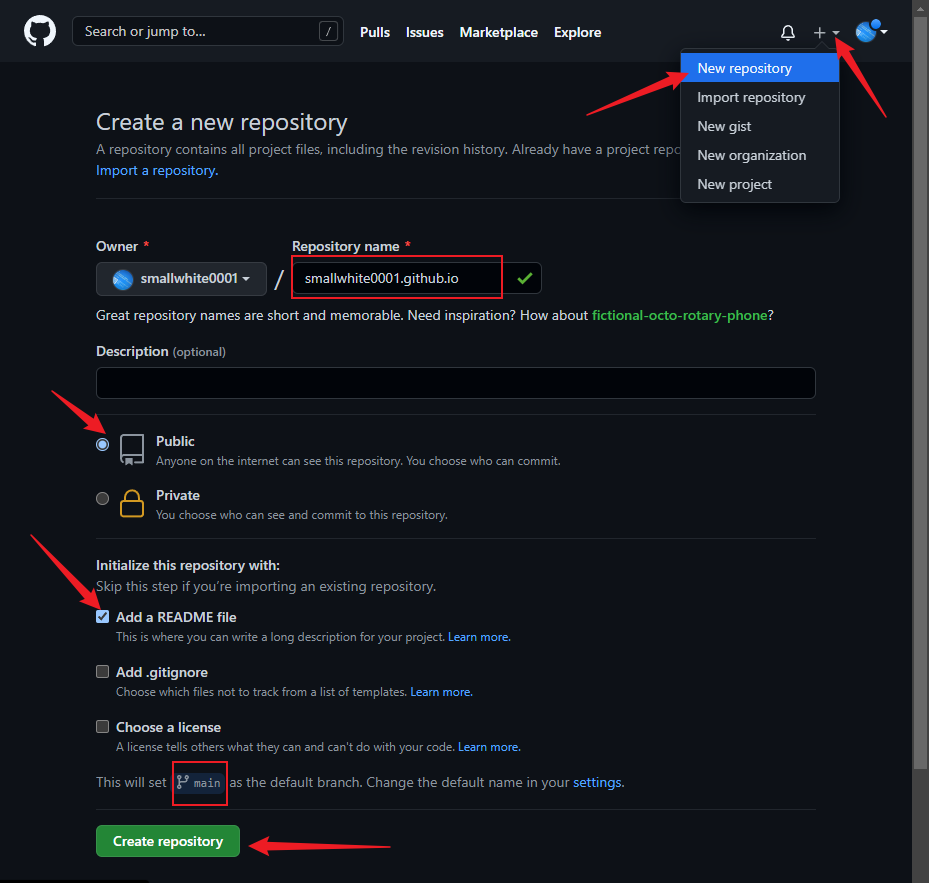 Search or jump to... /
Pulls Issues Marketplace Explore
New repository
Import repository
New gist
New organization
New project
Create a new repository
A repository contains all project files, including the revision history. Already have a project repo
Import a repository.
Owner *
Repository name *
smallwhite0001 / smallwhite0001.github.io
Great repository names are short and memorable. Need inspiration? How about fictional-octo-rotary-phone?
Description (optional)
Public
Anyone on the internet can see this repository. You choose who can commit.
Private
You choose who can see and commit to this repository.
Initialize this repository with:
Skip this step if you’re importing an existing repository.
Add a README file
This is where you can write a long description for your project. Learn more.
Add .gitignore
Choose which files not to track from a list of templates. Learn more.
Choose a license
A license tells others what they can and can't do with your code. Learn more.
This will set main as the default branch. Change the default name in your settings.
Create repository